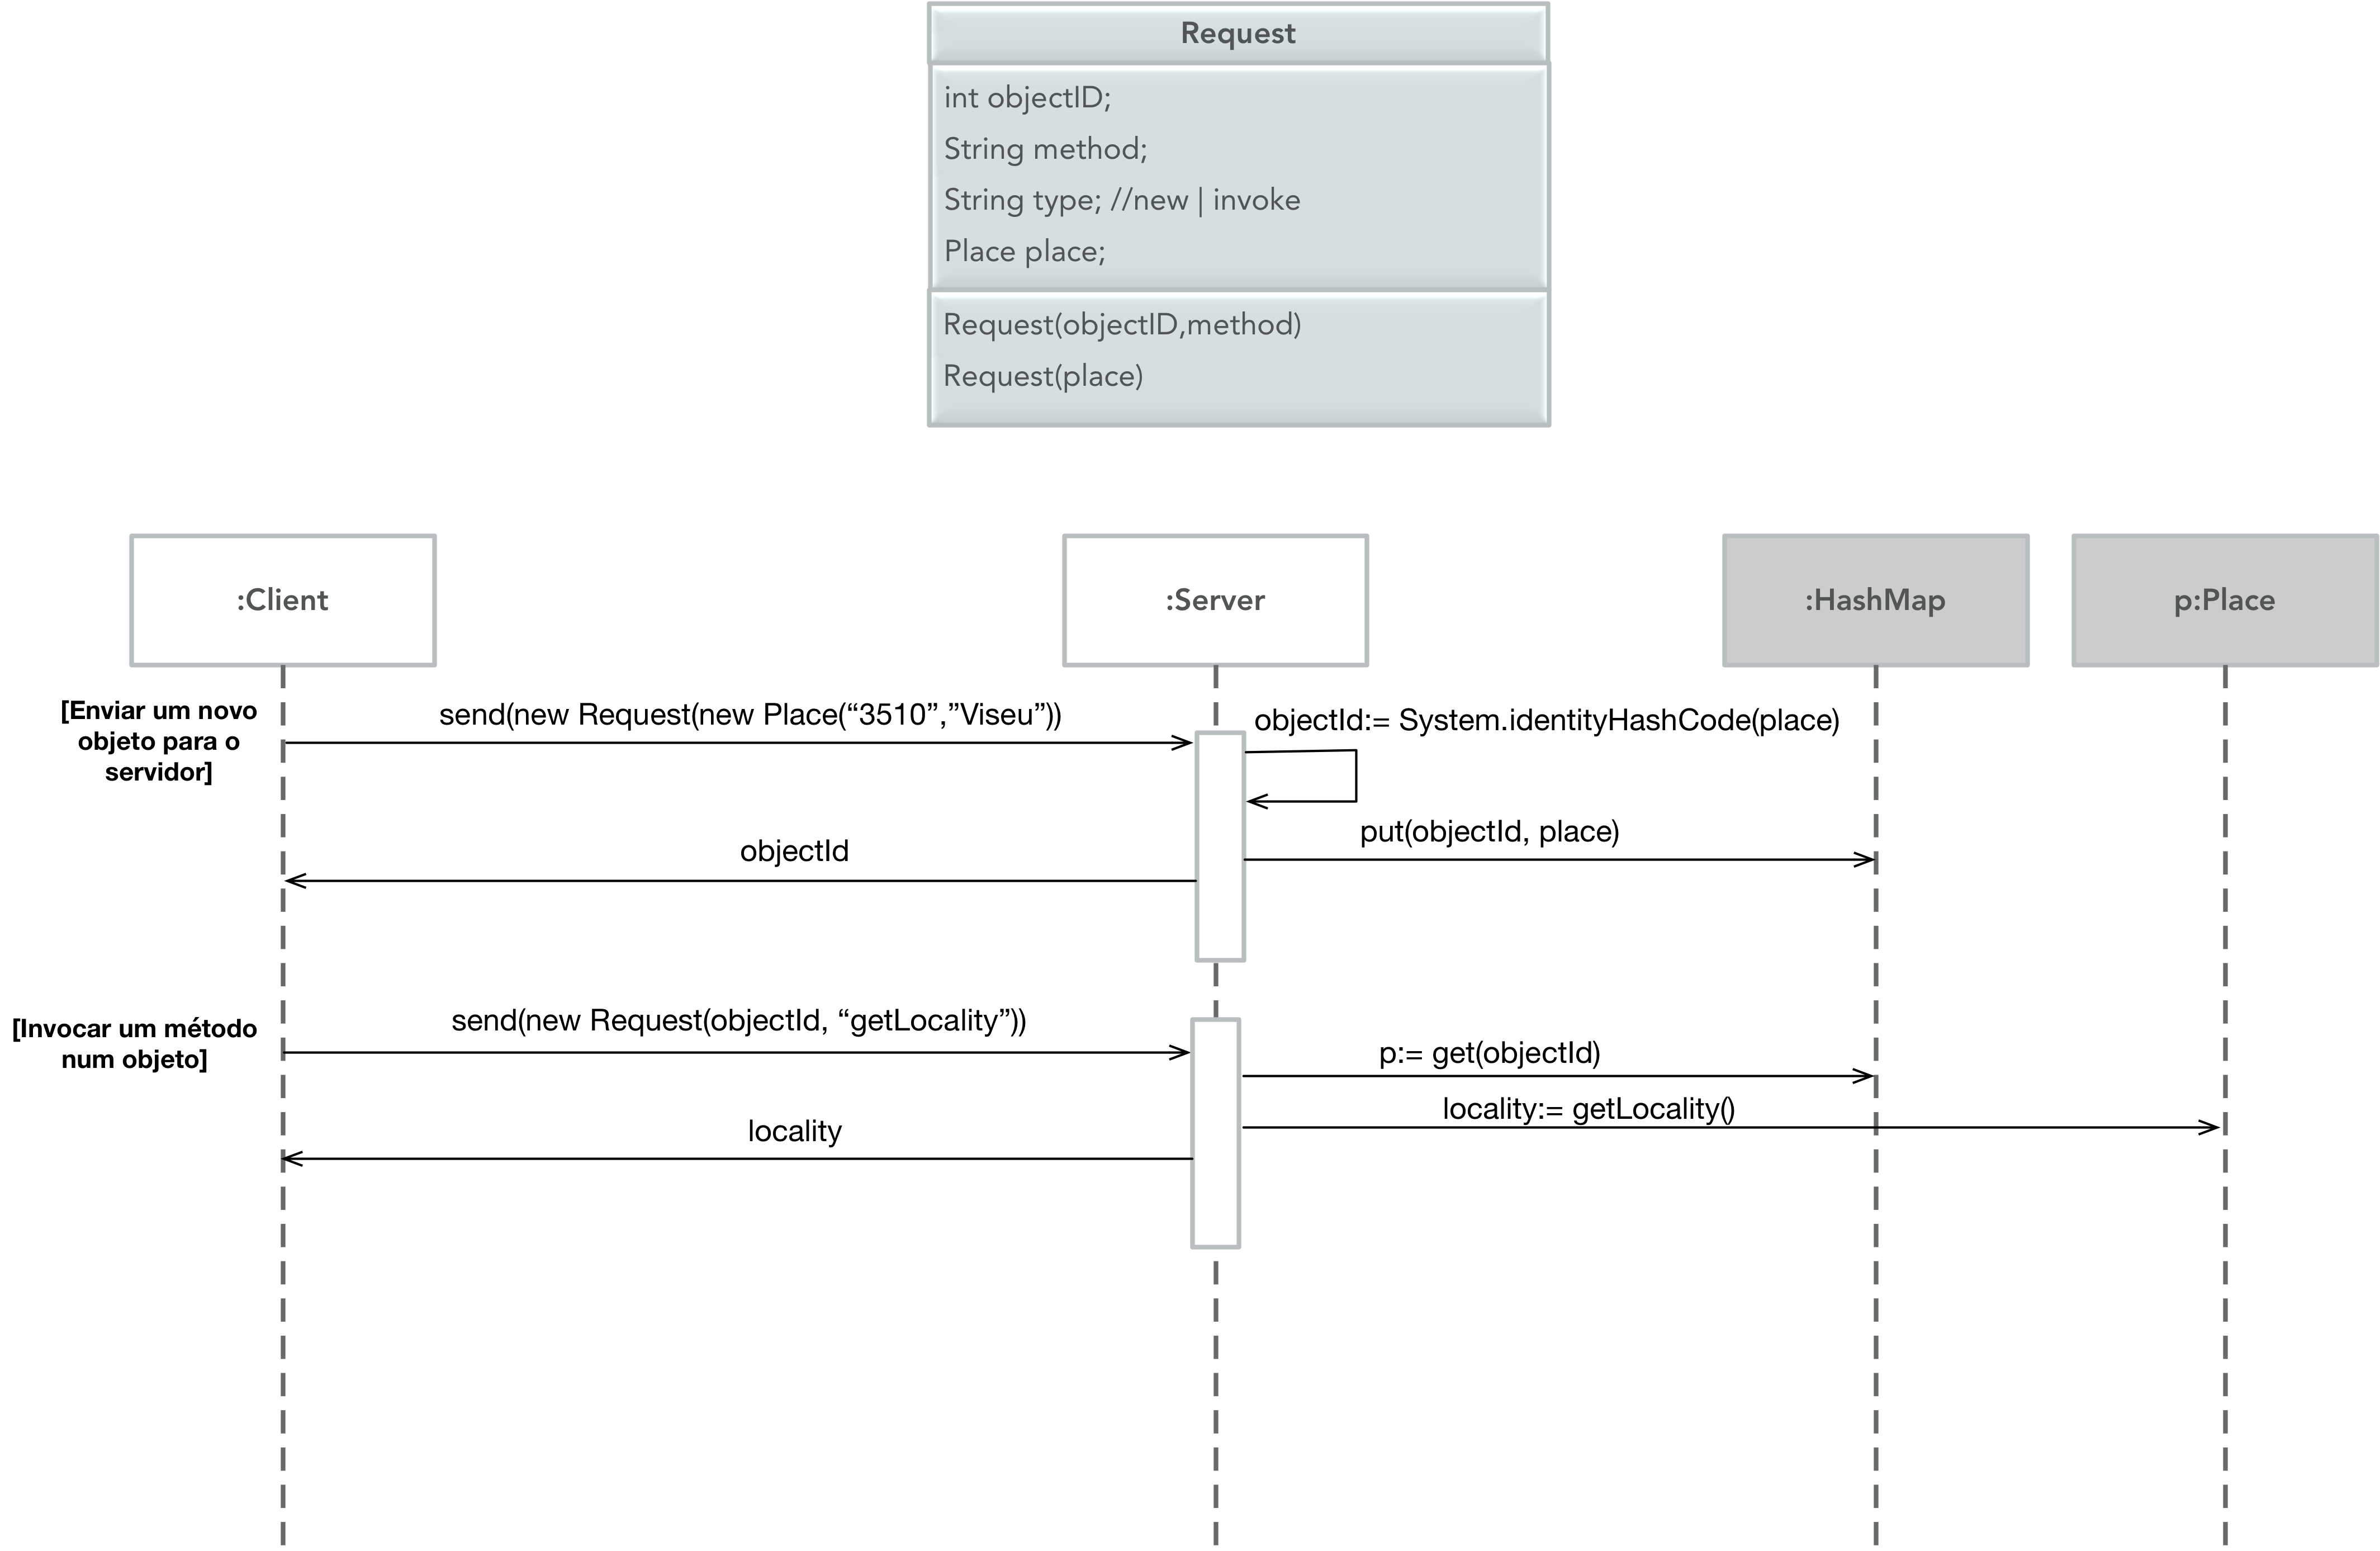 Request
int objectID;
String method;
String type; //new | invoke
Place place;
Request(objectID,method)
Request(place)
:Client
:Server
:HashMap
p:Place
[Enviar um novo
objeto para o
servidor]
send(new Request(new Place(“3510”,”Viseu”))
objectId:= System.identityHashCode(place)
put(objectId, place)
objectId
[Invocar um método
num objeto]
send(new Request(objectId, “getLocality”))
p:= get(objectId)
locality:= getLocality()
locality